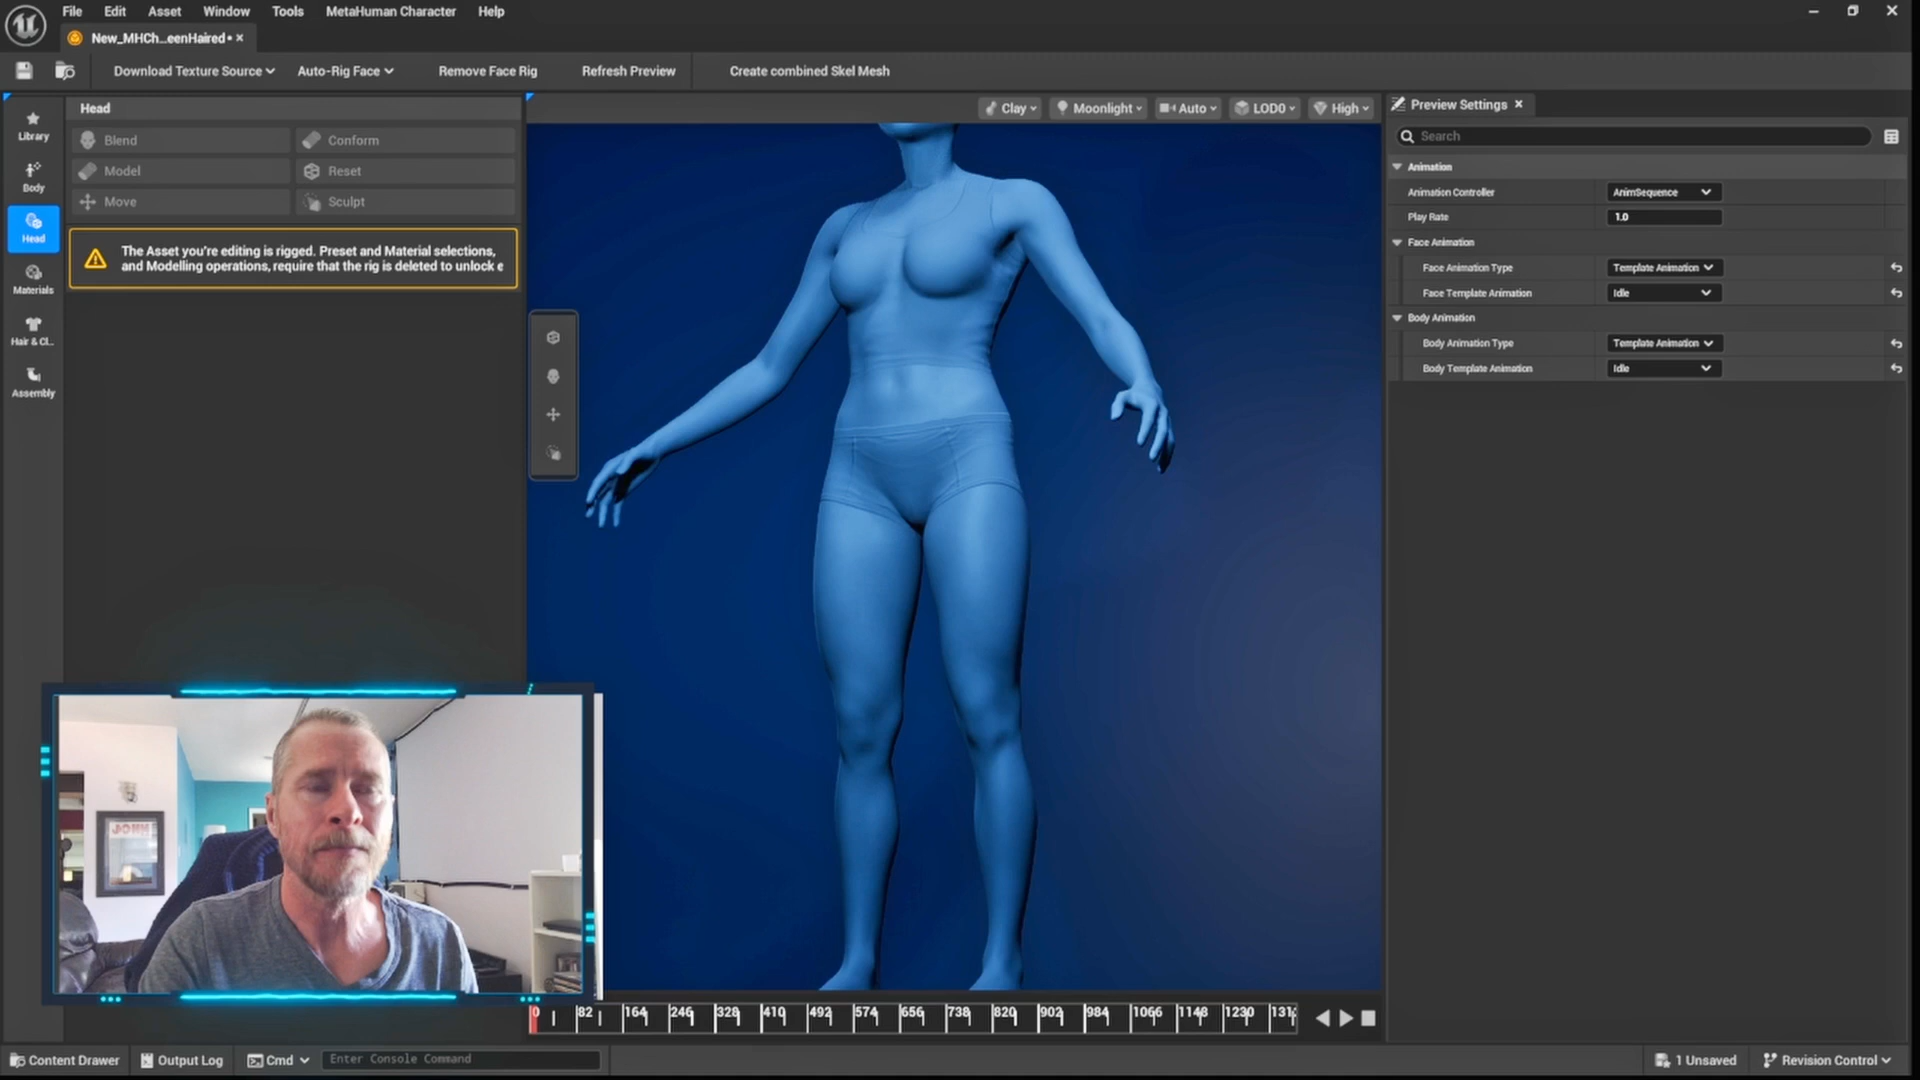 File Edit Asset Window Tools MetaHuman Character Help
New_MHCh...eenHaired•
Download Texture Source Auto-Rig Face Remove Face Rig Refresh Preview Create combined Skel Mesh
Library
Body
Head
Materials
Hair & Cl...
Assembly
Head
Blend Conform
Model Reset
Move Sculpt
The Asset you're editing is rigged. Preset and Material selections,
and Modelling operations, require that the rig is deleted to unlock e
Clay Moonlight Auto LOD0 High
Preview Settings
Search
Animation
Animation Controller AnimSequence
Play Rate 1.0
Face Animation
Face Animation Type Template Animation
Face Template Animation Idle
Body Animation
Body Animation Type Template Animation
Body Template Animation Idle
JOHN
0 82 164 246 328 410 492 574 656 738 820 902 984 1066 1148 1230 131
Content Drawer Output Log Cmd Enter Console Command 1 Unsaved Revision Control